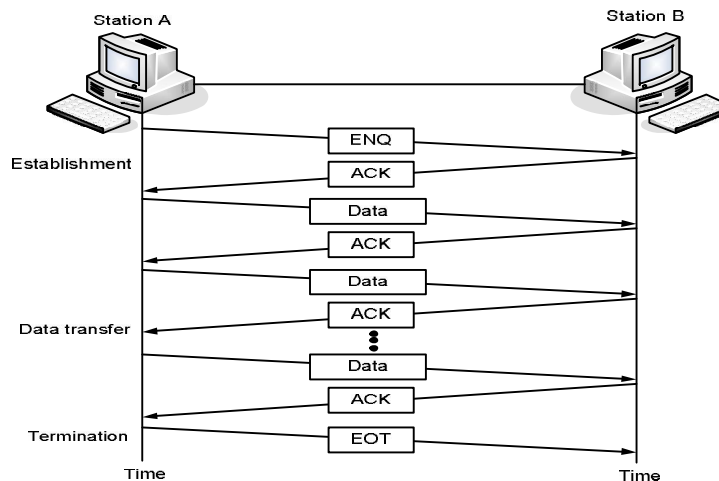 Station A
Station B
ENQ
Establishment
ACK
Data
ACK
Data
ACK
Data transfer
Data
ACK
Termination
EOT
Time
Time